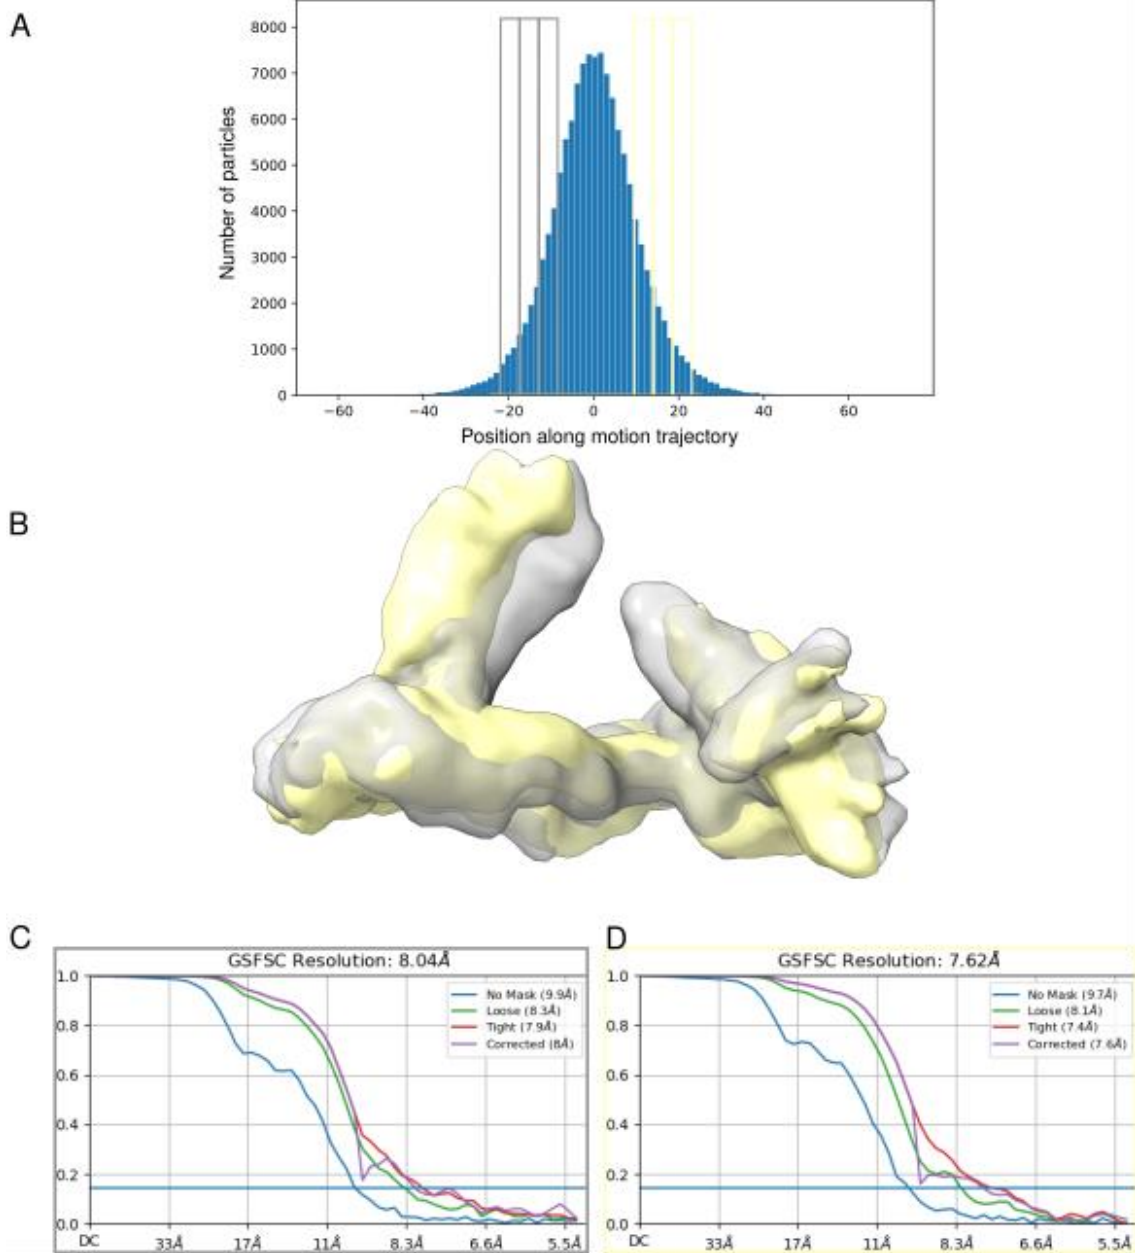 A
8000
7000
6000
5000
4000
3000
2000
1000
0
Number of particles
−60 −40 −20 0 20 40 60
Position along motion trajectory
B
C
GSFSC Resolution: 8.04Å
1.0
0.8
0.6
0.4
0.2
0.0
No Mask (9.9Å)
Loose (8.3Å)
Tight (7.9Å)
Corrected (8Å)
DC 33Å 17Å 11Å 8.3Å 6.6Å 5.5Å
D
GSFSC Resolution: 7.62Å
1.0
0.8
0.6
0.4
0.2
0.0
No Mask (9.7Å)
Loose (8.1Å)
Tight (7.4Å)
Corrected (7.6Å)
DC 33Å 17Å 11Å 8.3Å 6.6Å 5.5Å